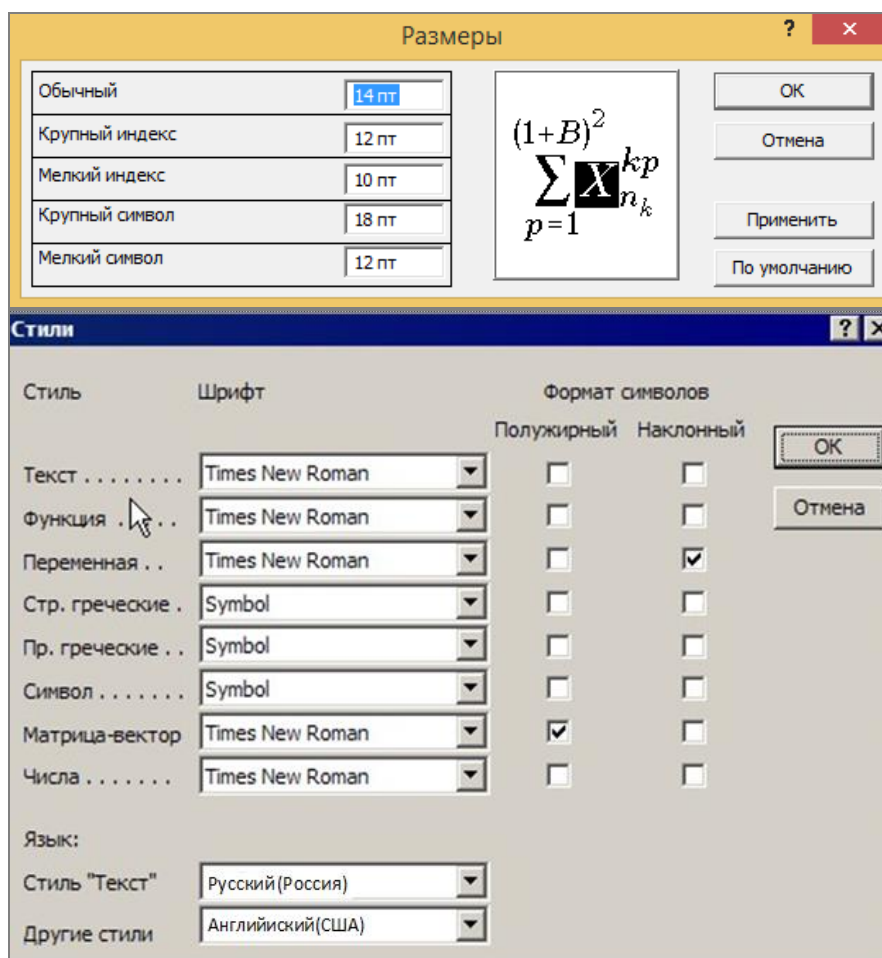 Размеры ?
Обычный 14 пт
Крупный индекс 12 пт
Мелкий индекс 10 пт
Крупный символ 18 пт
Мелкий символ 12 пт
(1+B)²
∑ X kp
n k
p=1
OK
Отмена
Применить
По умолчанию
Стили ?
Стиль Шрифт Формат символов
Полужирный Наклонный
Текст . . . . . . . . Times New Roman
Функция . . . . Times New Roman
Переменная . . Times New Roman
Стр. греческие . Symbol
Пр. греческие . . Symbol
Символ . . . . . . . Symbol
Матрица-вектор Times New Roman
Числа . . . . . . . Times New Roman
OK
Отмена
Язык:
Стиль "Текст" Русский(Россия)
Другие стили Английиский(США)